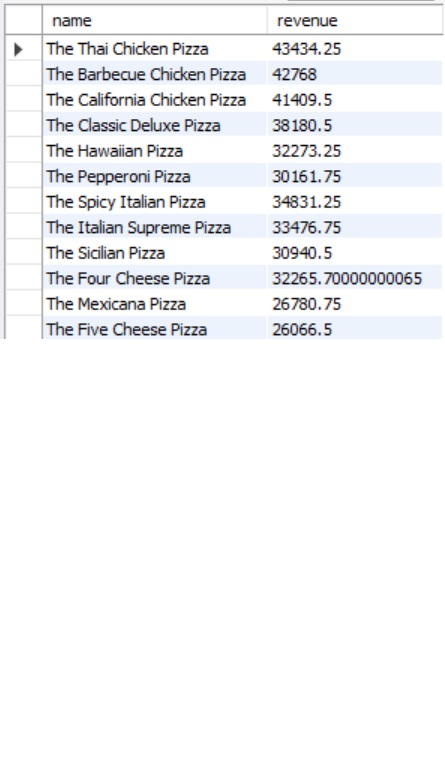 name revenue
The Thai Chicken Pizza 43434.25
The Barbecue Chicken Pizza 42768
The California Chicken Pizza 41409.5
The Classic Deluxe Pizza 38180.5
The Hawaiian Pizza 32273.25
The Pepperoni Pizza 30161.75
The Spicy Italian Pizza 34831.25
The Italian Supreme Pizza 33476.75
The Sicilian Pizza 30940.5
The Four Cheese Pizza 32265.70000000065
The Mexicana Pizza 26780.75
The Five Cheese Pizza 26066.5